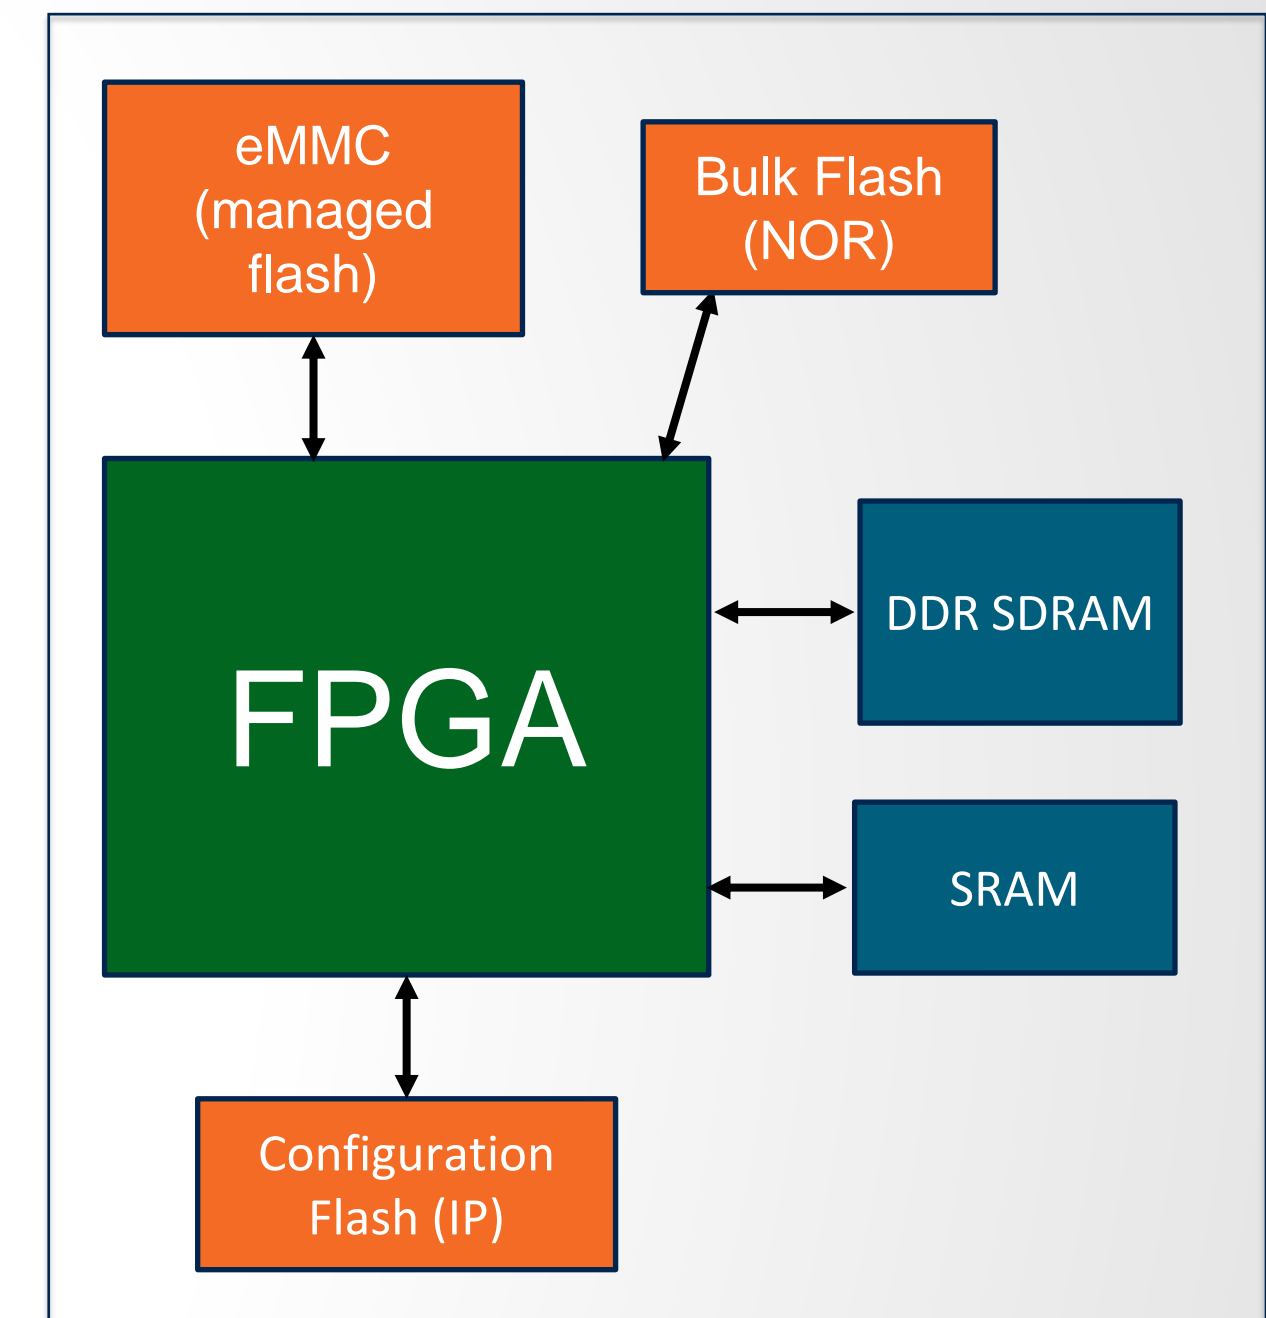 eMMC
(managed
flash)
Bulk Flash
(NOR)
FPGA
DDR SDRAM
SRAM
Configuration
Flash (IP)